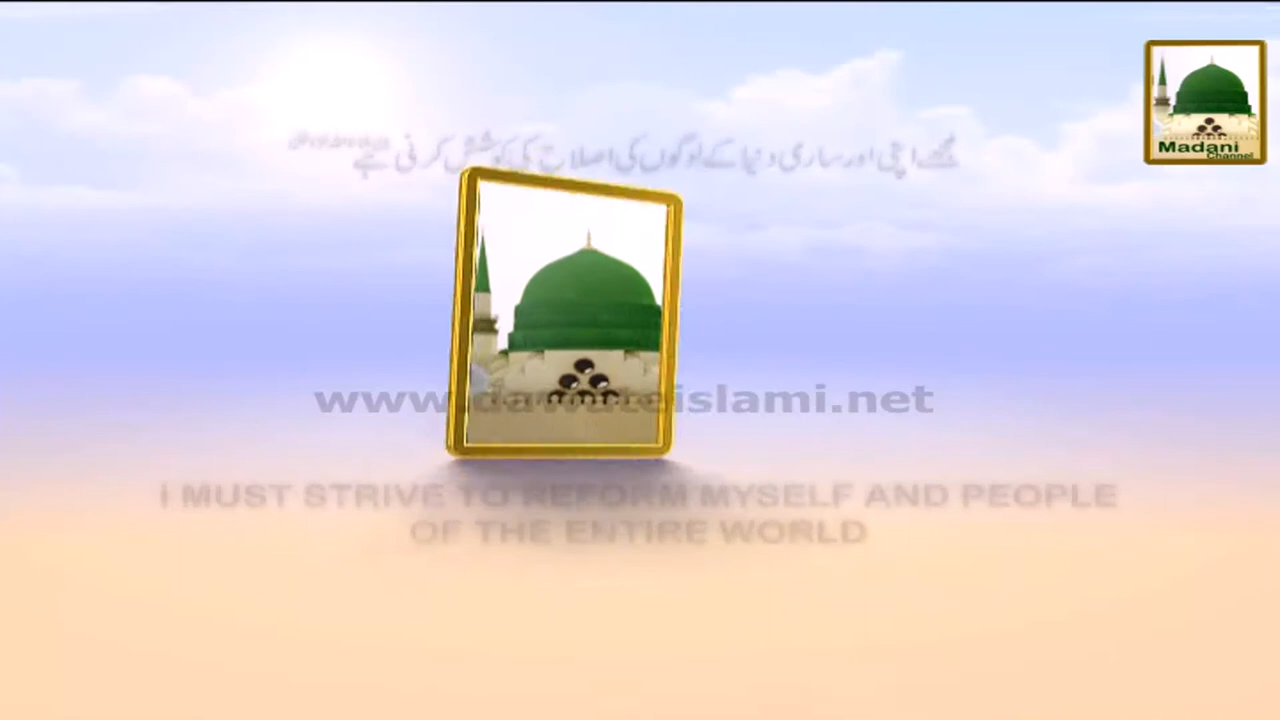 مجھے اپنی اور ساری دنیا کے لوگوں کی اصلاح کی کوشش کرنی ہے
Madani
Channel
www.dawateislami.net
I MUST STRIVE TO REFORM MYSELF AND PEOPLE
OF THE ENTIRE WORLD